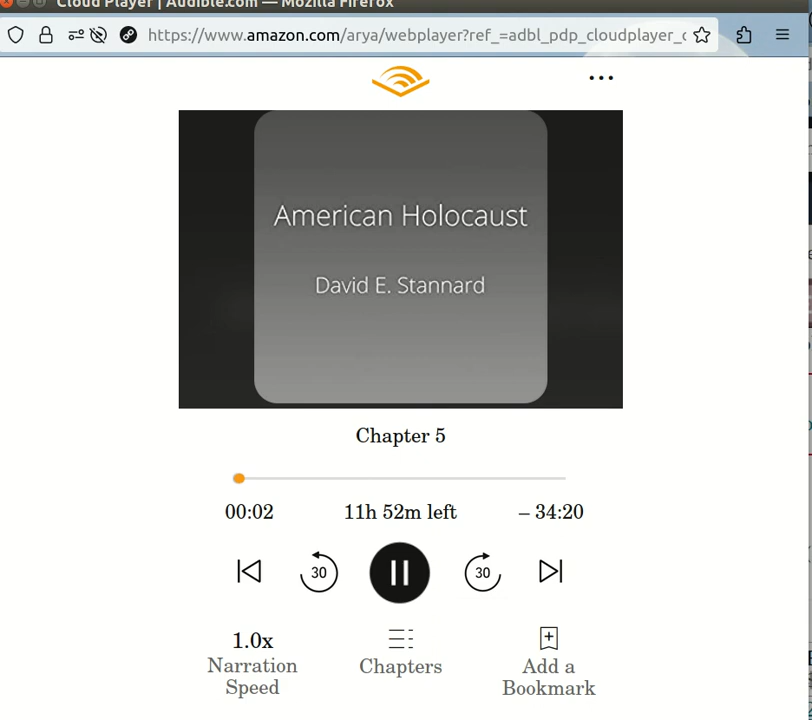 Cloud Player | Audible.com — Mozilla Firefox
https://www.amazon.com/arya/webplayer?ref_=adbl_pdp_cloudplayer_c
American Holocaust
David E. Stannard
Chapter 5
00:02 11h 52m left – 34:20
30 30
1.0x
Narration Speed
Chapters
Add a Bookmark